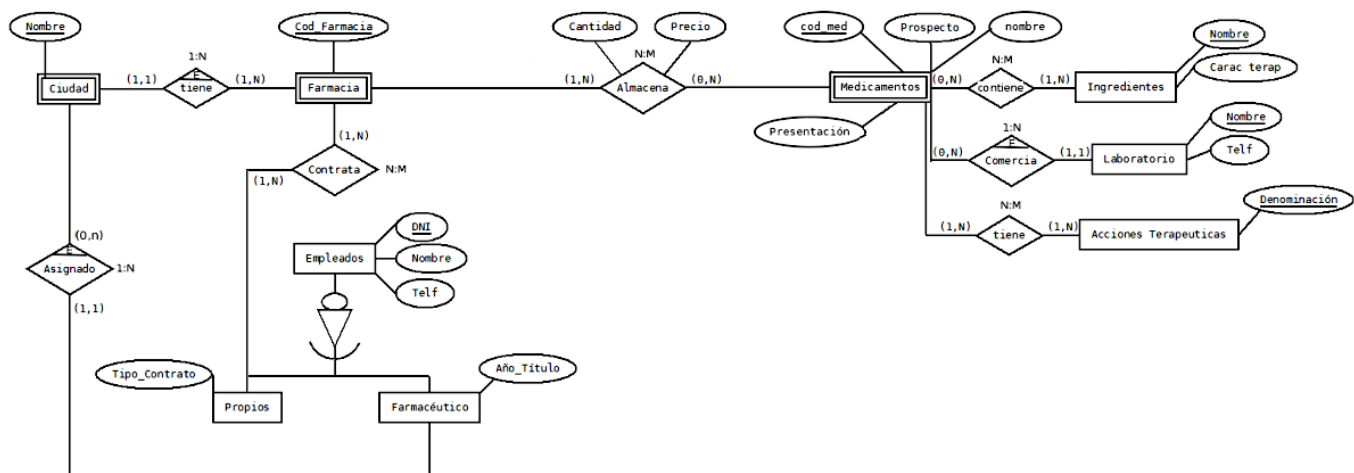 Nombre
Cod_Farmacia
Cantidad
Precio
cod_med
Prospecto
nombre
Nombre
Carac terap
1:N
N:M
N:M
Ciudad
(1,1)
E
tiene
(1,N)
Farmacia
(1,N)
Almacena
(0,N)
Medicamentos
(0,N)
contiene
(1,N)
Ingredientes
Presentación
(1,N)
Contrata
N:M
(1,N)
1:N
E
(0,N)
Comercia
(1,1)
Laboratorio
Nombre
Telf
N:M
(1,N)
tiene
(1,N)
Acciones Terapeuticas
Denominación
(0,n)
E
Asignado
1:N
(1,1)
Empleados
DNI
Nombre
Telf
Tipo_Contrato
Propios
Año_Título
Farmacéutico